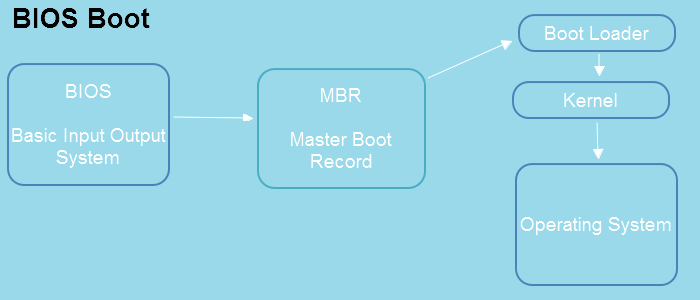 BIOS Boot
BIOS
Basic Input Output
System
MBR
Master Boot
Record
Boot Loader
Kernel
Operating System